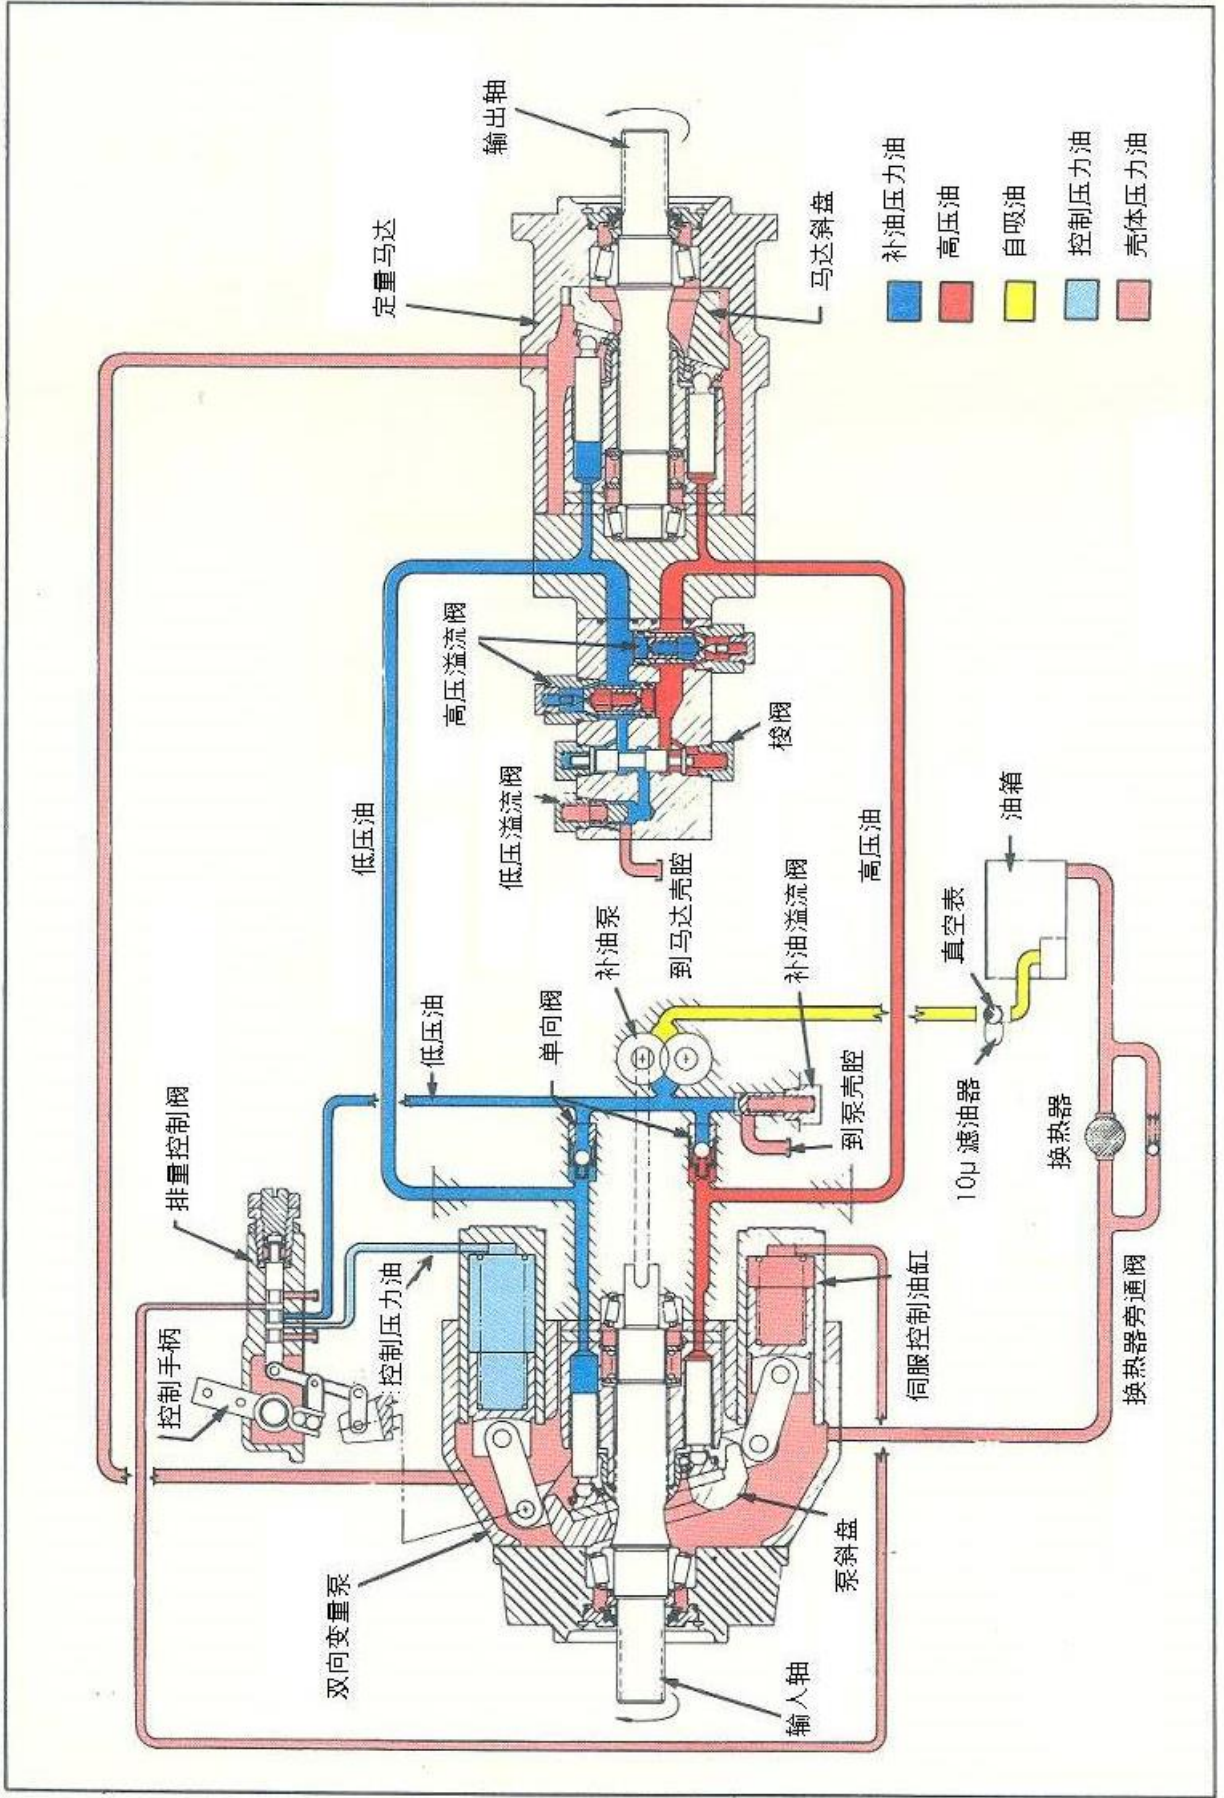 控制手柄
排量控制阀
双向变量泵
控制压力油
低压油
定量马达
低压油
高压溢流阀
低压溢流阀
输出轴
单向阀
补油泵
到马达壳腔
梭阀
输入轴
补油溢流阀
马达斜盘
泵斜盘
到泵壳腔
高压油
伺服控制油缸
10μ 滤油器
真空表
油箱
换热器
换热器旁通阀
补油压力油
高压油
自吸油
控制压力油
壳体压力油